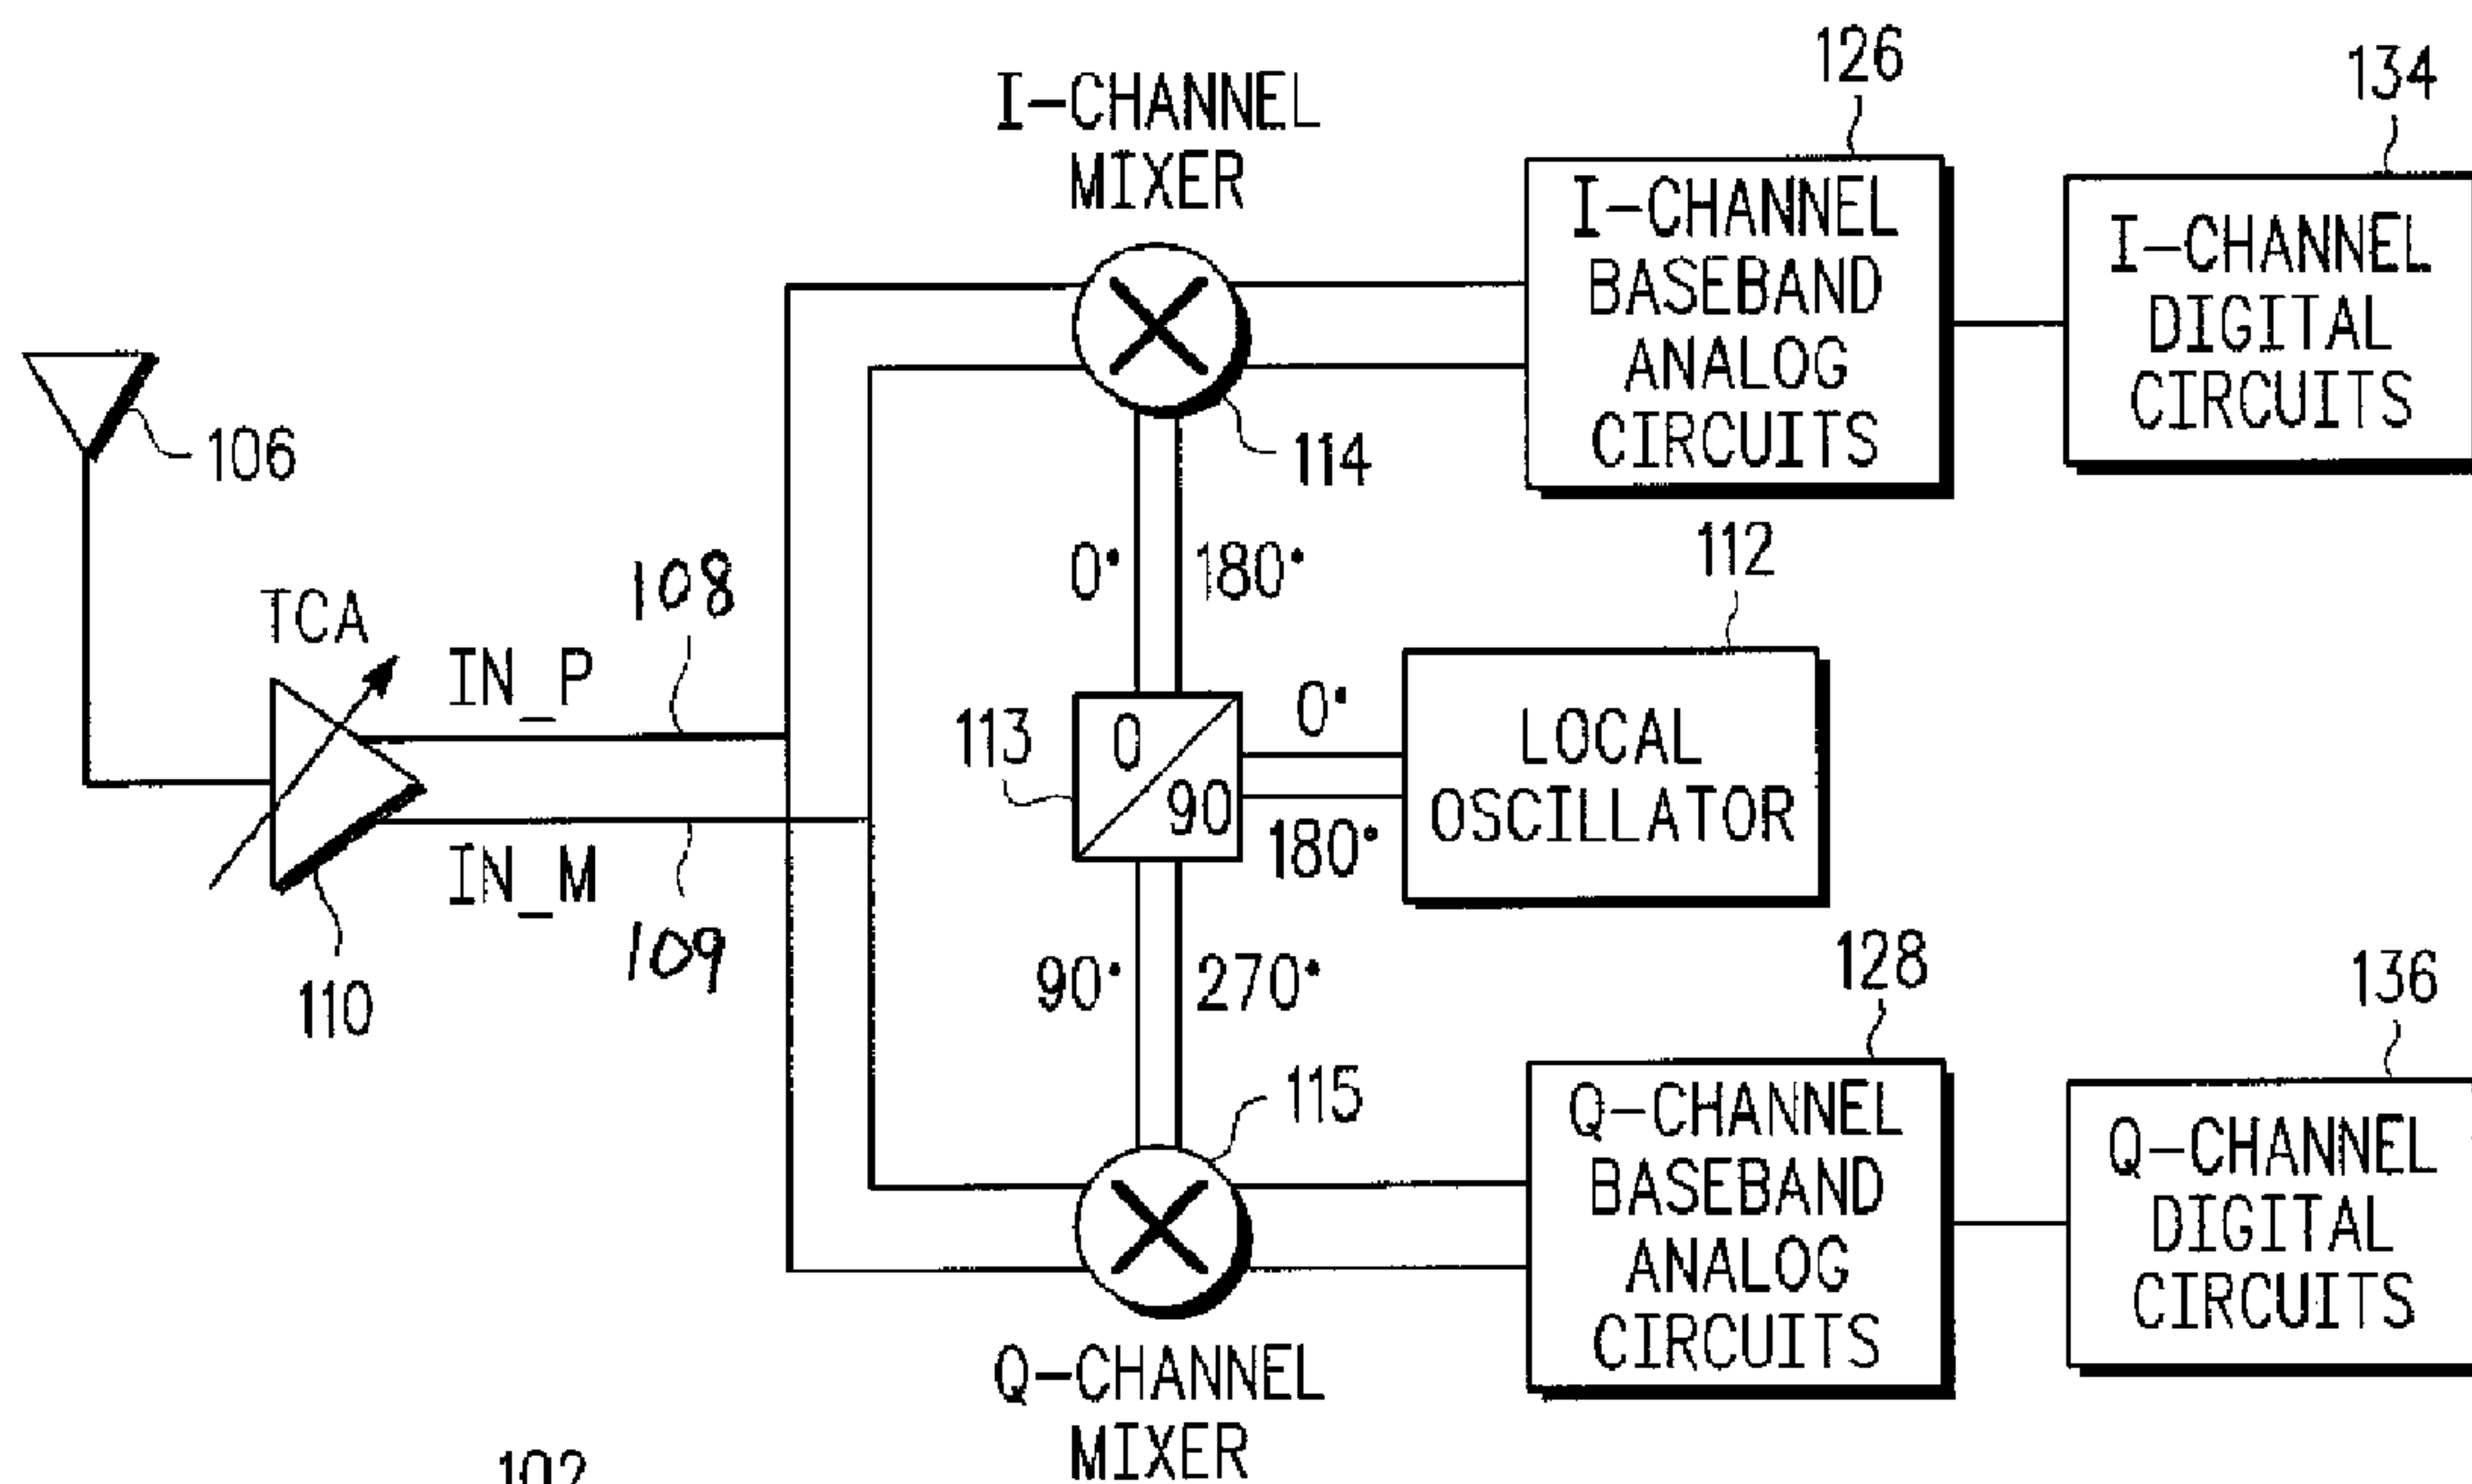 126
134
I-CHANNEL
MIXER
I-CHANNEL
BASEBAND
ANALOG
CIRCUITS
I-CHANNEL
DIGITAL
CIRCUITS
106
114
0°
180°
112
TCA
108
IN_P
113
0
90
0°
180°
LOCAL
OSCILLATOR
IN_M
109
110
90°
270°
128
136
115
Q-CHANNEL
BASEBAND
ANALOG
CIRCUITS
Q-CHANNEL
DIGITAL
CIRCUITS
Q-CHANNEL
MIXER
102